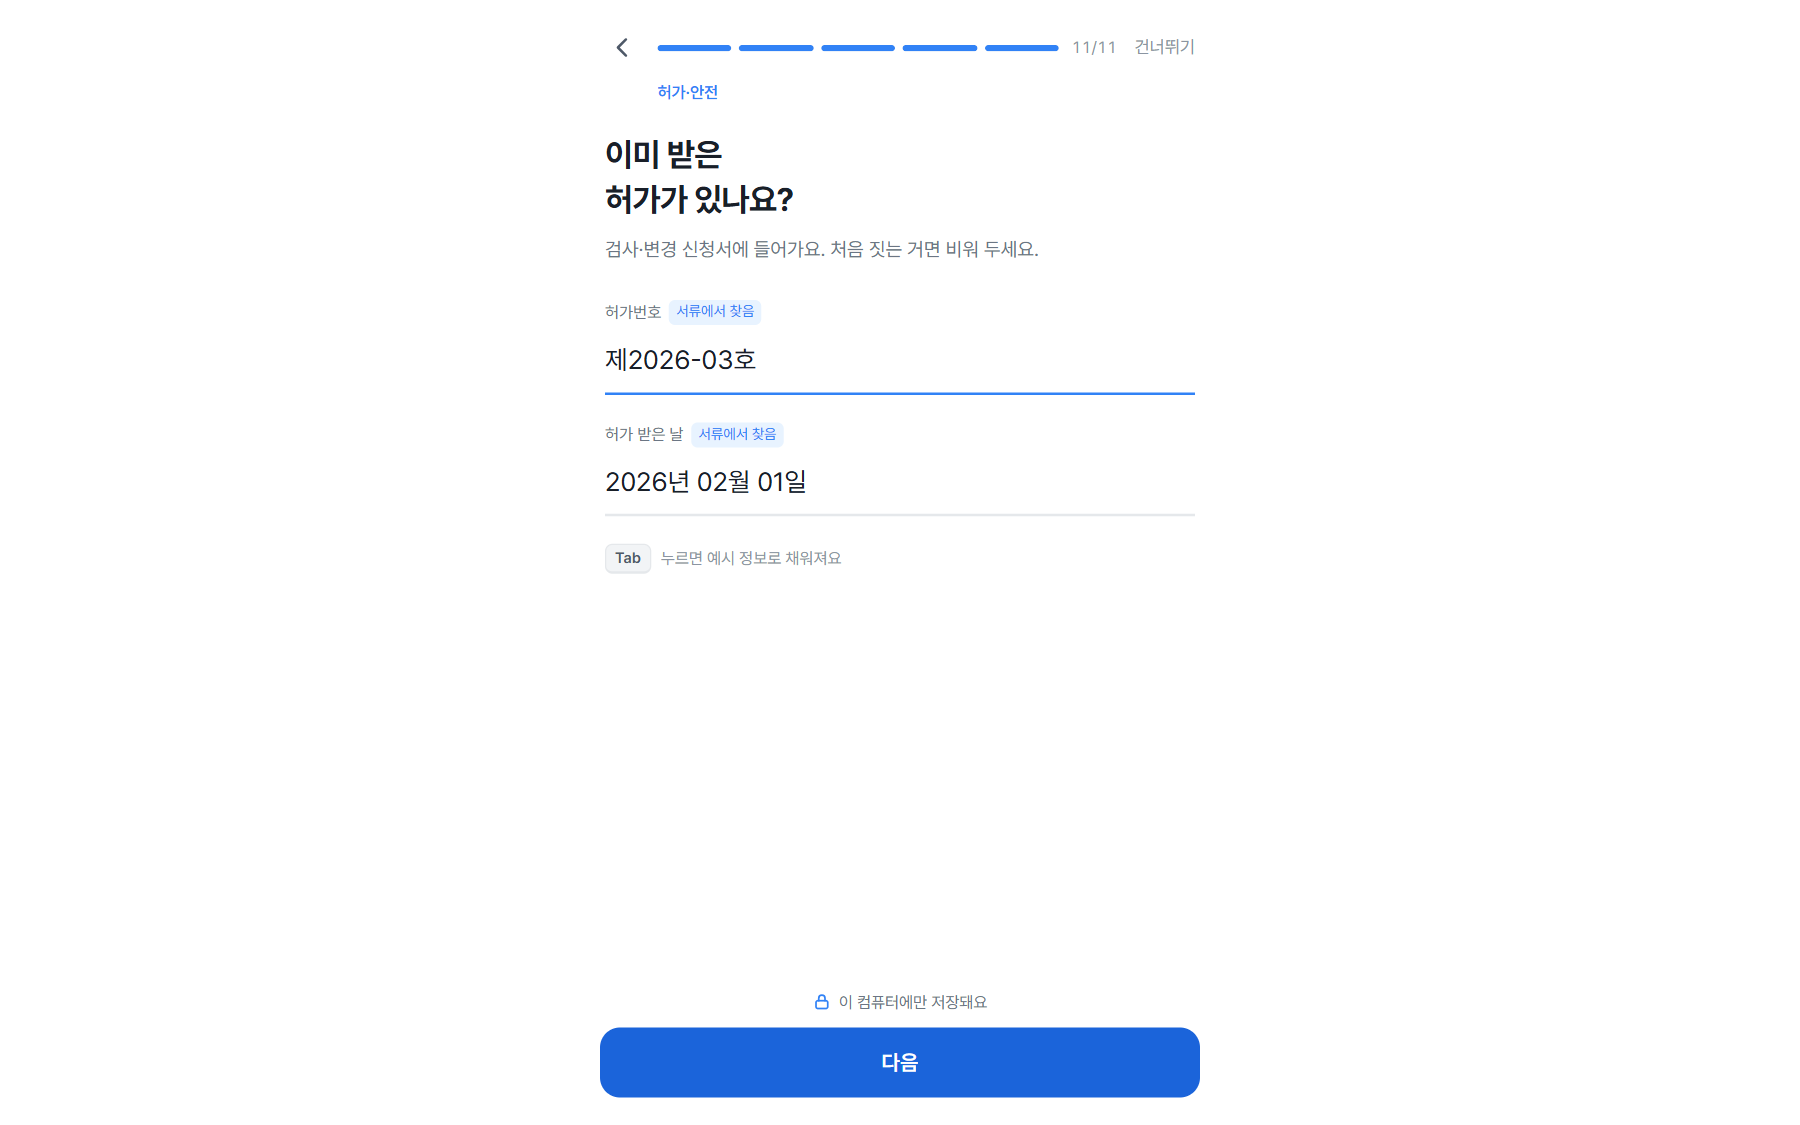 11/11 건너뛰기
허가·안전
이미 받은
허가가 있나요?
검사·변경 신청서에 들어가요. 처음 짓는 거면 비워 두세요.
허가번호 서류에서 찾음
제2026-03호
허가 받은 날 서류에서 찾음
2026년 02월 01일
Tab 누르면 예시 정보로 채워져요
이 컴퓨터에만 저장돼요
다음